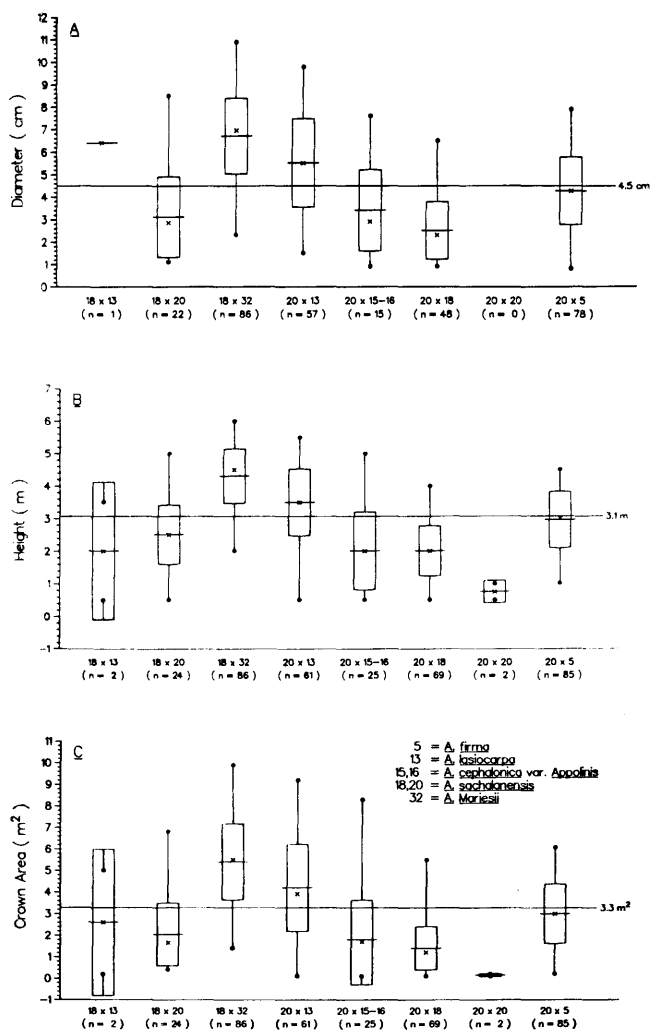 A
Diameter ( cm )
12
11
10
9
8
7
6
5
4
3
2
1
0
4.5 cm
18 x 13 18 x 20 18 x 32 20 x 13 20 x 15-16 20 x 18 20 x 20 20 x 5
( n = 1 ) ( n = 22 ) ( n = 86 ) ( n = 57 ) ( n = 15 ) ( n = 48 ) ( n = 0 ) ( n = 78 )
B
Height ( m )
7
6
5
4
3
2
1
0
-1
3.1 m
18 x 13 18 x 20 18 x 32 20 x 13 20 x 15-16 20 x 18 20 x 20 20 x 5
( n = 2 ) ( n = 24 ) ( n = 86 ) ( n = 61 ) ( n = 25 ) ( n = 69 ) ( n = 2 ) ( n = 85 )
C
Crown Area ( m² )
11
10
9
8
7
6
5
4
3
2
1
0
-1
5 = A. firma
13 = A. lasiocarpa
15,16 = A. cephalonica var. Appolinis
18,20 = A. sachalanensis
32 = A. Mariesii
3.3 m²
18 x 13 18 x 20 18 x 32 20 x 13 20 x 15-16 20 x 18 20 x 20 20 x 5
( n = 2 ) ( n = 24 ) ( n = 86 ) ( n = 61 ) ( n = 25 ) ( n = 69 ) ( n = 2 ) ( n = 85 )